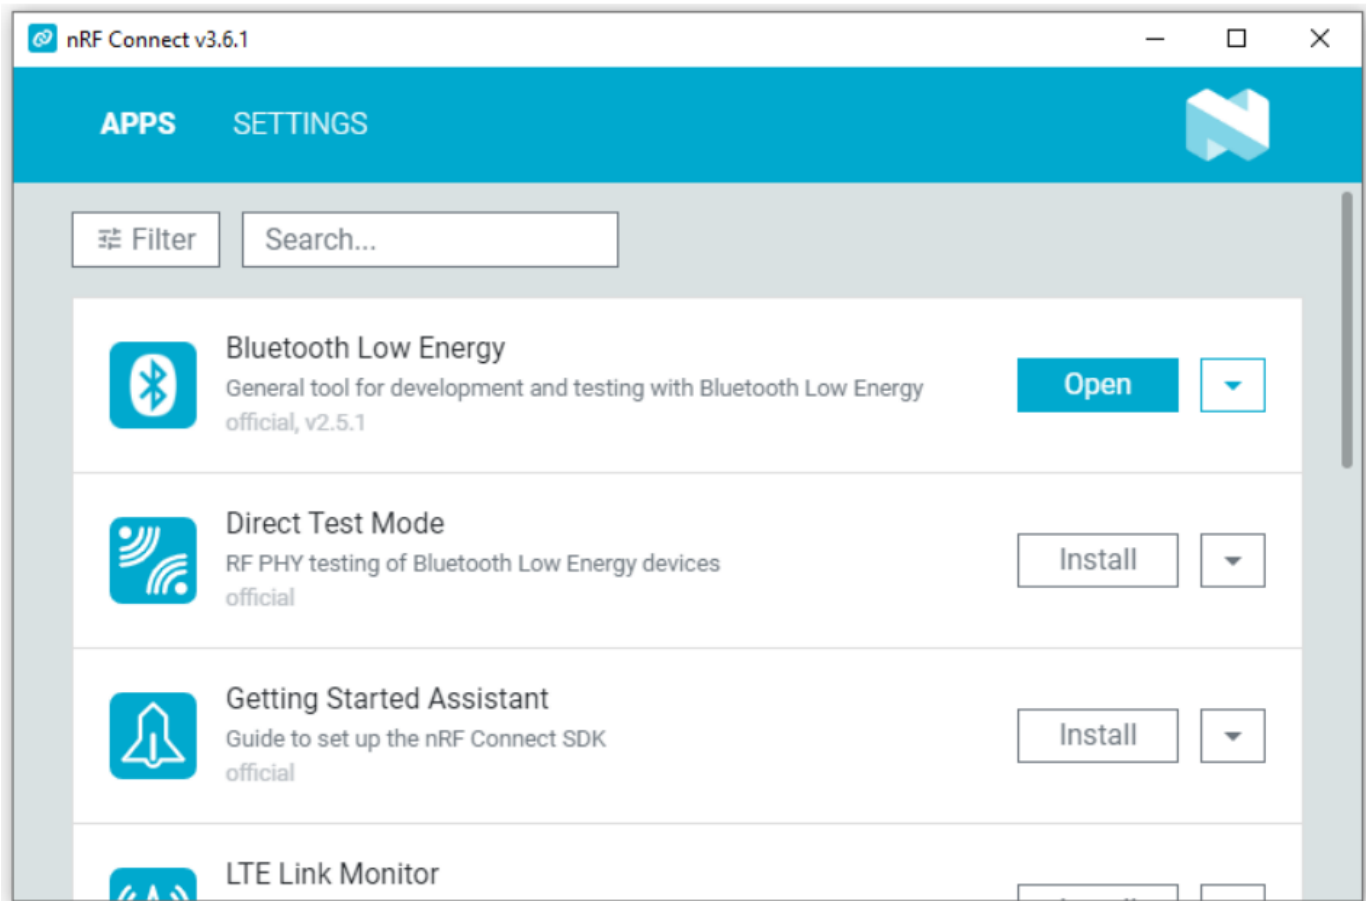 nRF Connect v3.6.1
APPS SETTINGS
Filter Search...
Bluetooth Low Energy
General tool for development and testing with Bluetooth Low Energy
official, v2.5.1
Open
Direct Test Mode
RF PHY testing of Bluetooth Low Energy devices
official
Install
Getting Started Assistant
Guide to set up the nRF Connect SDK
official
Install
LTE Link Monitor